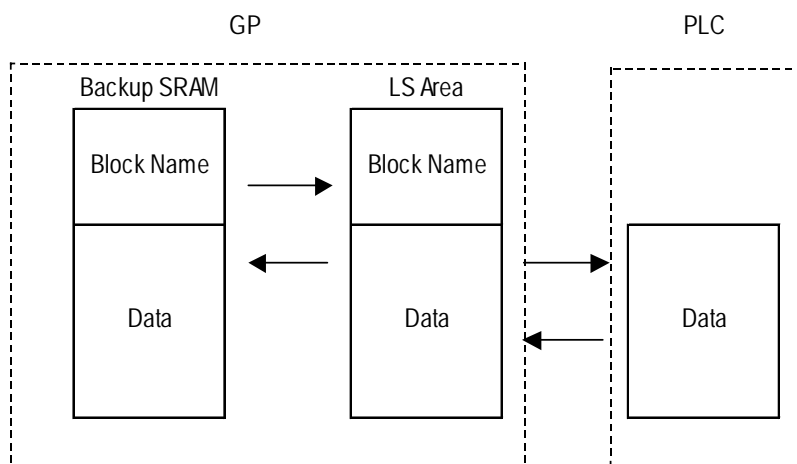 GP
PLC
Backup SRAM
LS Area
Block Name
Block Name
Data
Data
Data